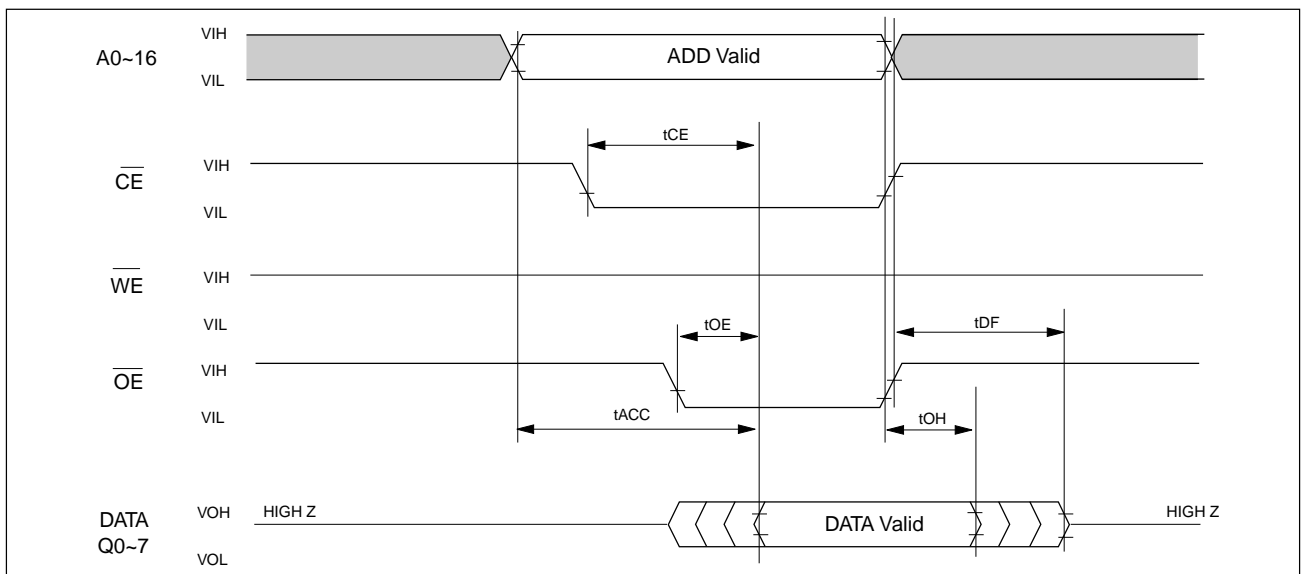 VIH
A0~16
ADD Valid
VIL
tCE
VIH
CE
VIL
VIH
WE
VIL
tOE
tDF
VIH
OE
VIL
tACC
tOH
VOH
HIGH Z
DATA Valid
HIGH Z
DATA
Q0~7
VOL